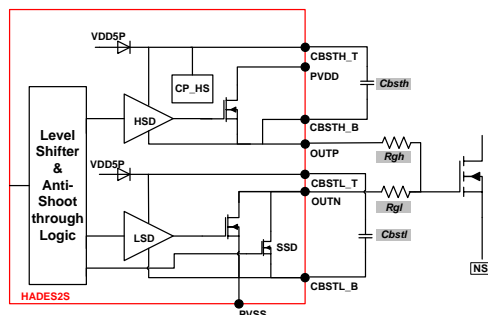 VDD5P
CBSTH_T
PVDD
CP_HS
Cbsth
HSD
CBSTH_B
OUTP
Rgh
Level
Shifter
&
Anti-
Shoot
through
Logic
VDD5P
CBSTL_T
OUTN
Rgl
LSD
SSD
Cbstl
CBSTL_B
NS
HADES2S
PVSS